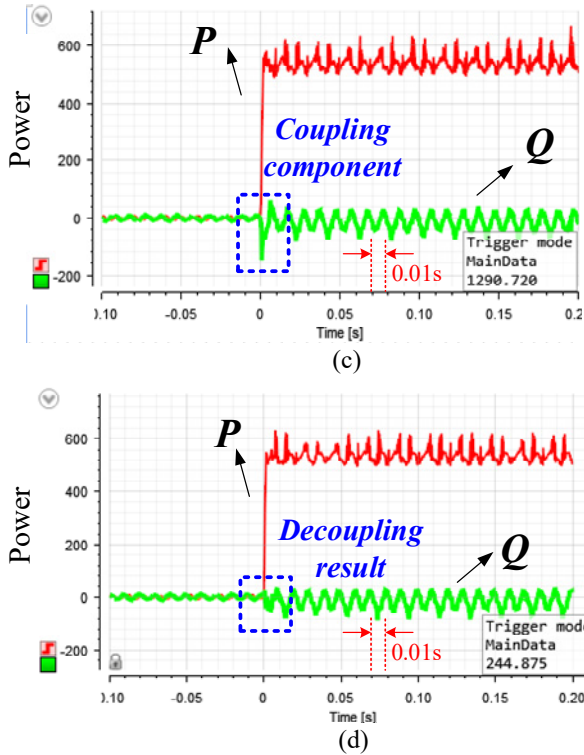 (c)
600
400
200
0
-200
Power
P
Coupling
component
Q
0.01s
Trigger mode
MainData
1290.720
).10
-0.05
0
0.05
0.10
0.15
0.20
Time [s]
(c)
600
400
200
0
-200
Power
P
Decoupling
result
Q
0.01s
Trigger mode
MainData
244.875
0.10
-0.05
0
0.05
0.10
0.15
0.20
Time [s]
(d)